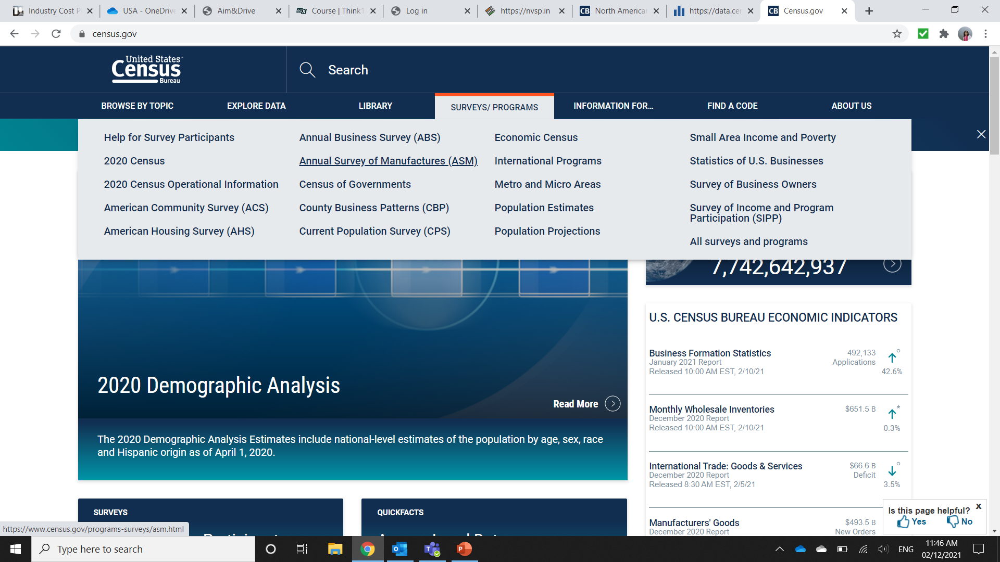 Industry Cost P
USA - OneDrive
Aim&Drive
edX Course | Think1
Log in
https://nvsp.in
CB North American
https://data.cen
CB Census.gov
census.gov
United States
Census
Bureau
Search
BROWSE BY TOPIC
EXPLORE DATA
LIBRARY
SURVEYS/ PROGRAMS
INFORMATION FOR...
FIND A CODE
ABOUT US
Help for Survey Participants
2020 Census
2020 Census Operational Information
American Community Survey (ACS)
American Housing Survey (AHS)
Annual Business Survey (ABS)
Annual Survey of Manufactures (ASM)
Census of Governments
County Business Patterns (CBP)
Current Population Survey (CPS)
Economic Census
International Programs
Metro and Micro Areas
Population Estimates
Population Projections
Small Area Income and Poverty
Statistics of U.S. Businesses
Survey of Business Owners
Survey of Income and Program
Participation (SIPP)
All surveys and programs
7,742,642,937
2020 Demographic Analysis
Read More
The 2020 Demographic Analysis Estimates include national-level estimates of the population by age, sex, race
and Hispanic origin as of April 1, 2020.
U.S. CENSUS BUREAU ECONOMIC INDICATORS
Business Formation Statistics
January 2021 Report
Released 10:00 AM EST, 2/10/21
492,133
Applications
42.6%
Monthly Wholesale Inventories
December 2020 Report
Released 10:00 AM EST, 2/10/21
$651.5 B
*
0.3%
International Trade: Goods & Services
December 2020 Report
Released 8:30 AM EST, 2/5/21
$66.6 B
Deficit
3.5%
Manufacturers' Goods
December 2020 Report
$493.5 B
New Orders
Is this page helpful? x
Yes No
SURVEYS
QUICKFACTS
https://www.census.gov/programs-surveys/asm.html
Type here to search
ENG
11:46 AM
02/12/2021